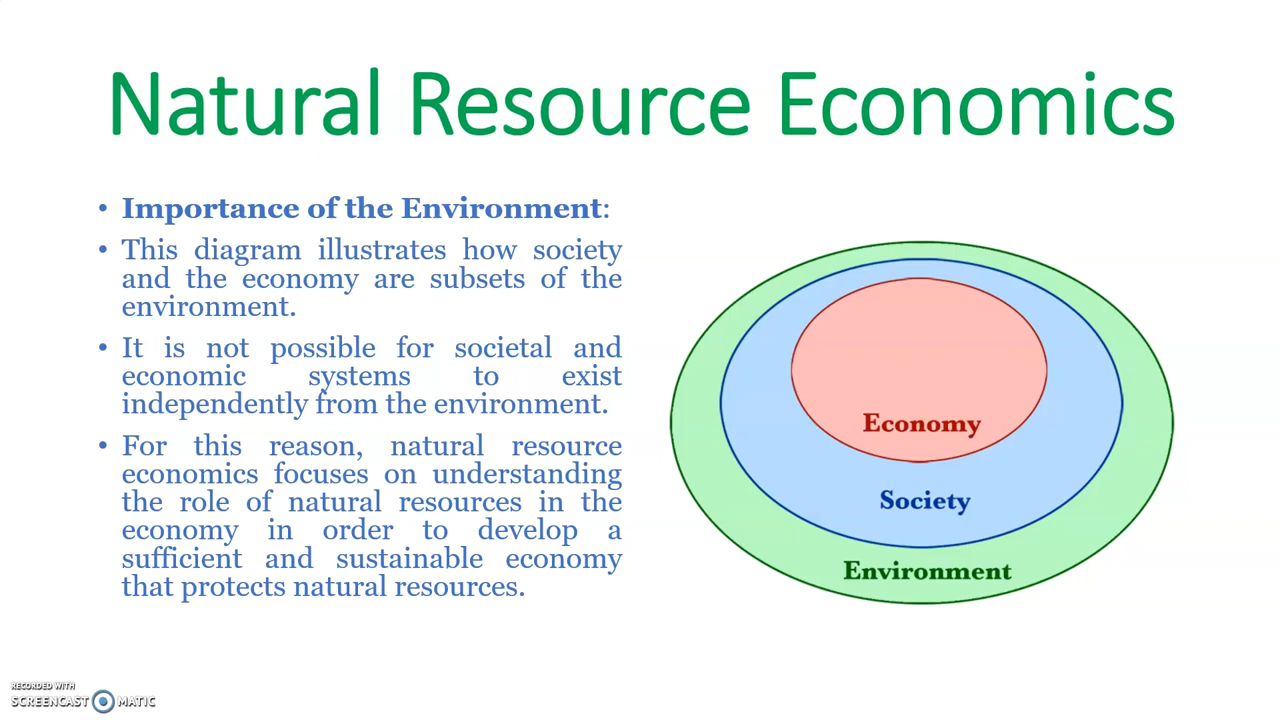 Natural Resource Economics
• Importance of the Environment:
• This diagram illustrates how society
and the economy are subsets of the
environment.
• It is not possible for societal and
economic systems to exist
independently from the environment.
• For this reason, natural resource
economics focuses on understanding
the role of natural resources in the
economy in order to develop a
sufficient and sustainable economy
that protects natural resources.
Economy
Society
Environment
RECORDED WITH
SCREENCAST MATIC